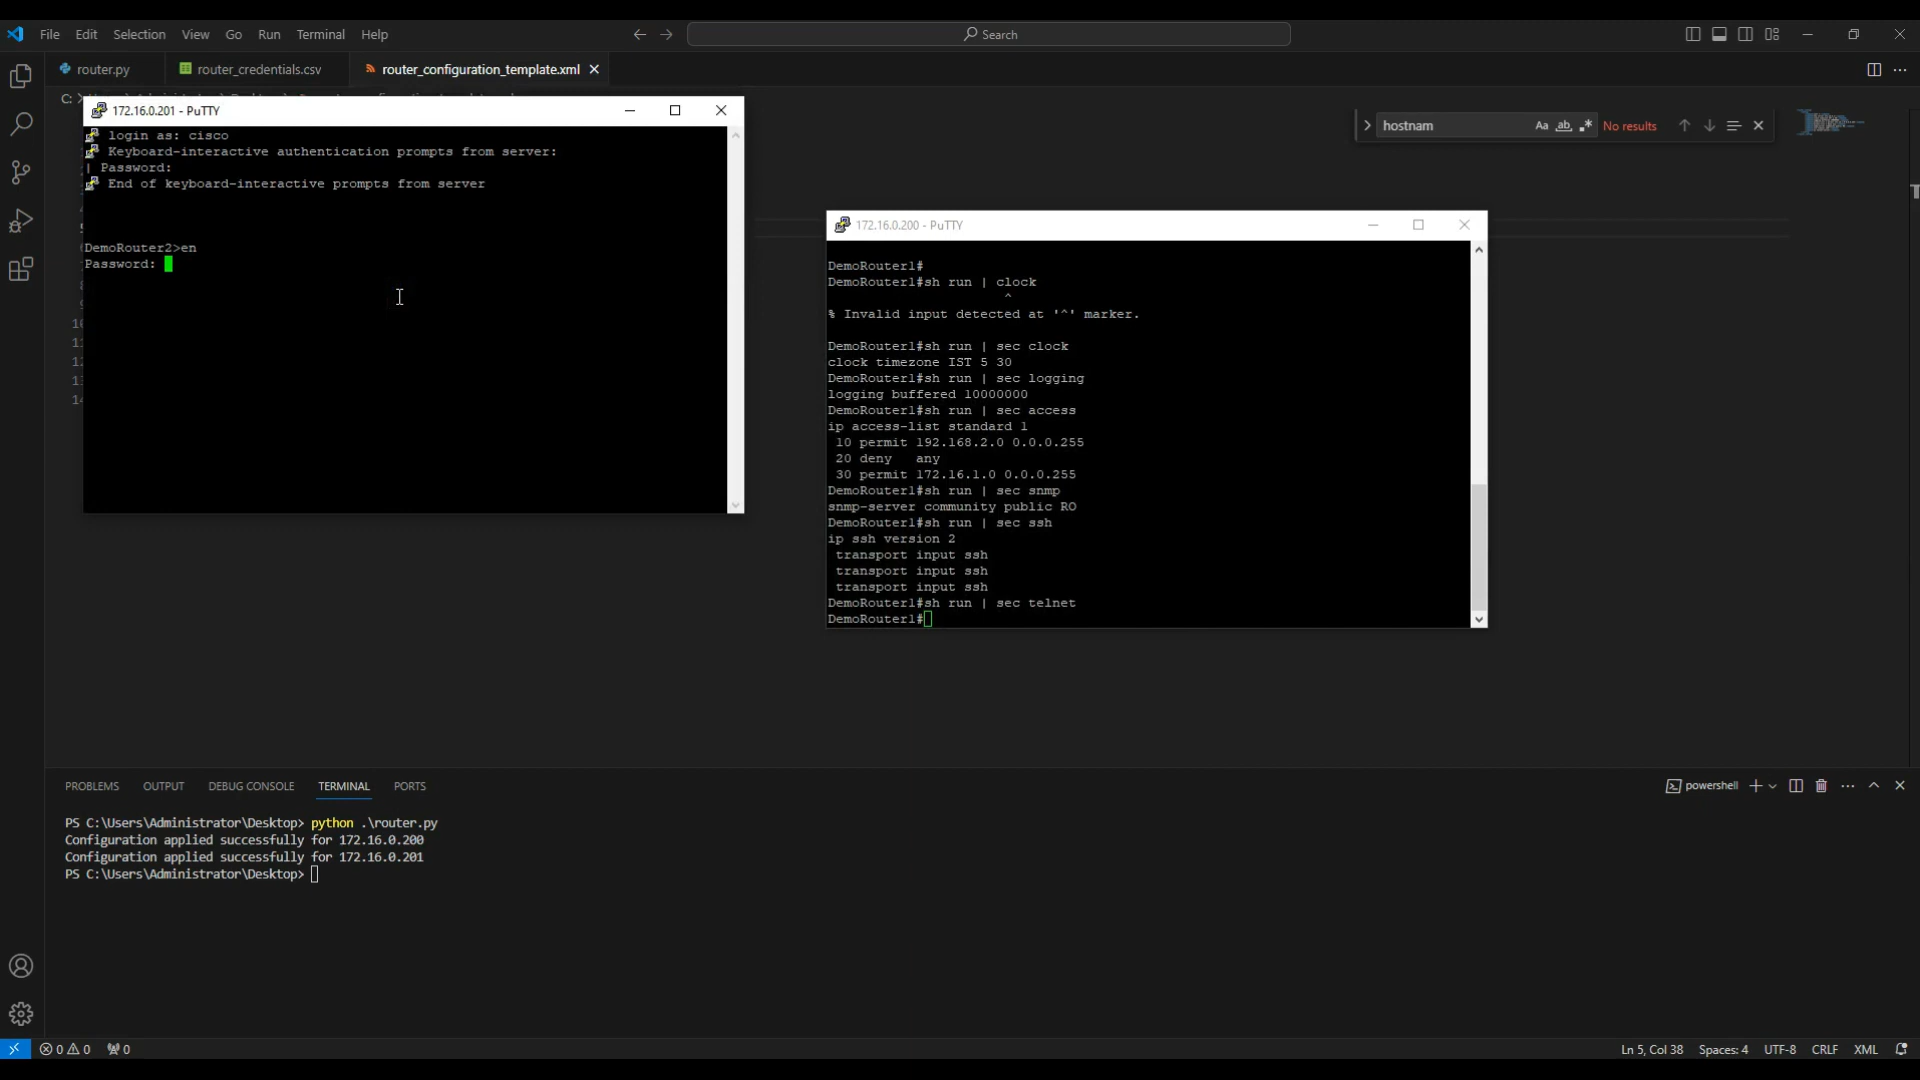 File Edit Selection View Go Run Terminal Help
Search
router.py router_credentials.csv router_configuration_template.xml
C: >
hostnam Aa ab .* No results
172.16.0.201 - PuTTY
login as: cisco
Keyboard-interactive authentication prompts from server:
| Password:
End of keyboard-interactive prompts from server
DemoRouter2>en
Password:
172.16.0.200 - PuTTY
DemoRouter1#
DemoRouter1#sh run | clock
^
% Invalid input detected at '^' marker.
DemoRouter1#sh run | sec clock
clock timezone IST 5 30
DemoRouter1#sh run | sec logging
logging buffered 10000000
DemoRouter1#sh run | sec access
ip access-list standard 1
10 permit 192.168.2.0 0.0.0.255
20 deny any
30 permit 172.16.1.0 0.0.0.255
DemoRouter1#sh run | sec snmp
snmp-server community public RO
DemoRouter1#sh run | sec ssh
ip ssh version 2
transport input ssh
transport input ssh
transport input ssh
DemoRouter1#sh run | sec telnet
DemoRouter1#
PROBLEMS OUTPUT DEBUG CONSOLE TERMINAL PORTS
powershell
PS C:\Users\Administrator\Desktop> python .\router.py
Configuration applied successfully for 172.16.0.200
Configuration applied successfully for 172.16.0.201
PS C:\Users\Administrator\Desktop>
0 0 0
Ln 5, Col 38 Spaces: 4 UTF-8 CRLF XML